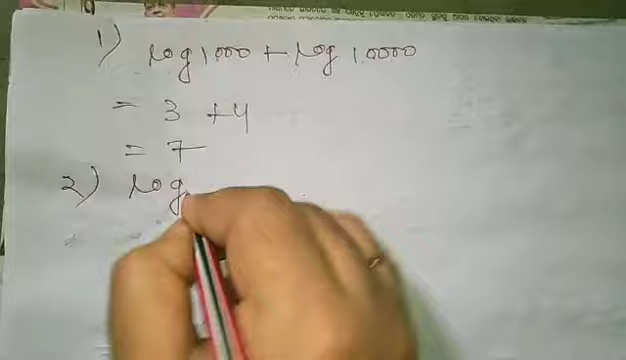 1) log 1000 + log 10000
= 3 + 4
= 7
2) log